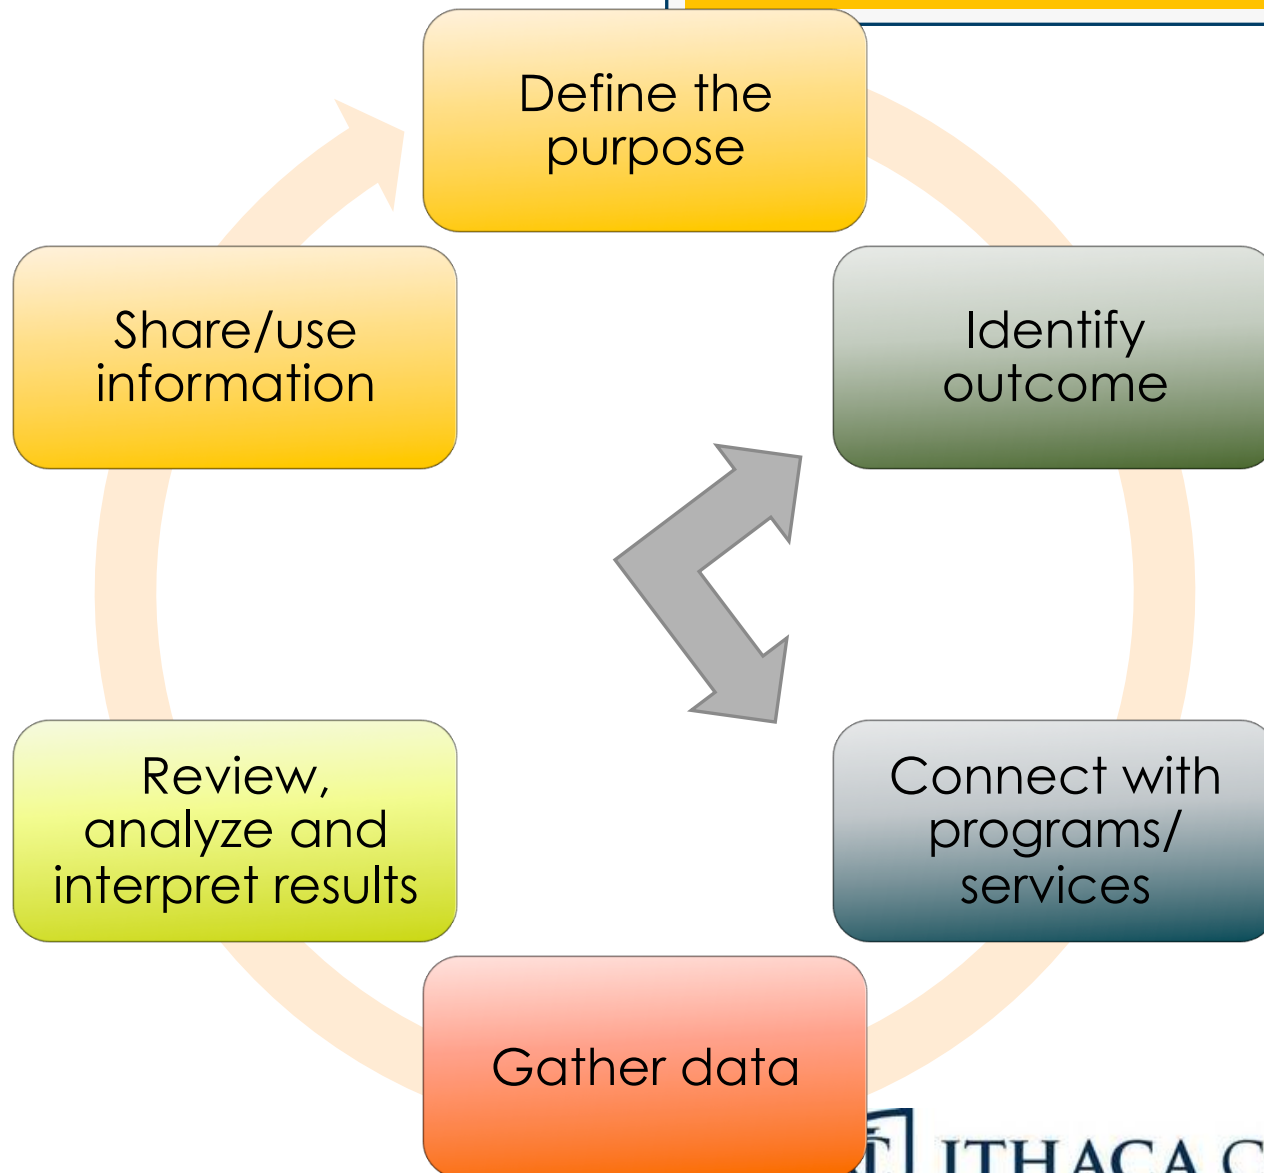 Define the
purpose
Identify
outcome
Connect with
programs/
services
Gather data
Review,
analyze and
interpret results
Share/use
information
ITHACA C